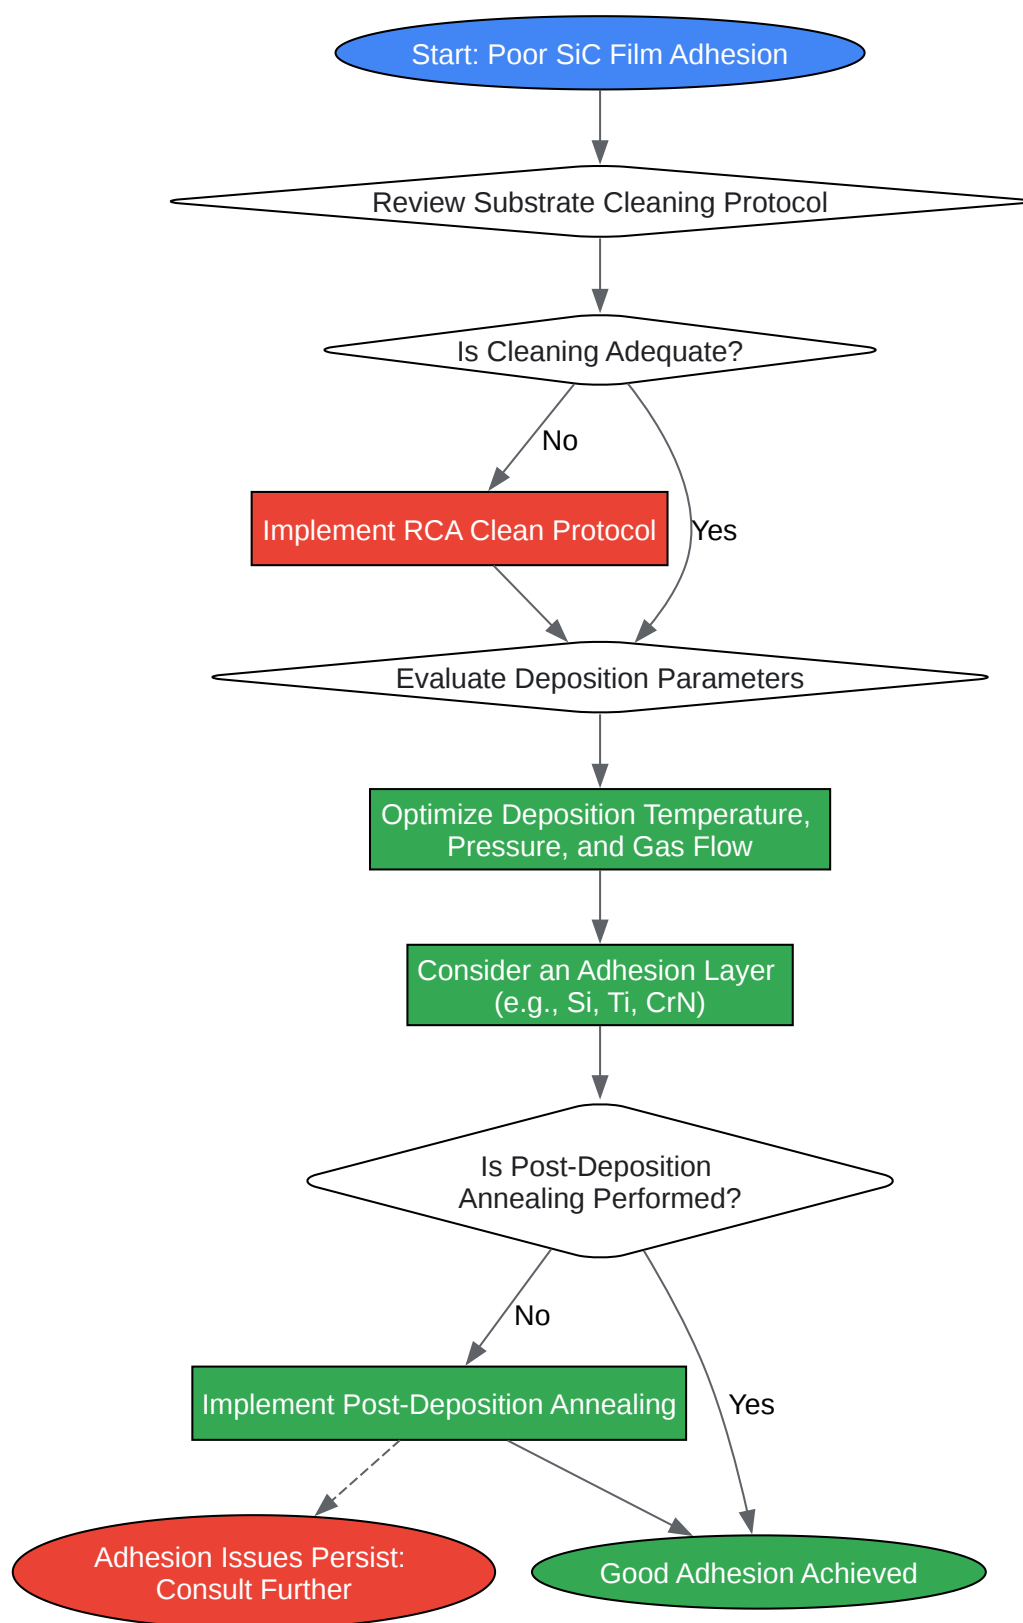 Start: Poor SiC Film Adhesion
Review Substrate Cleaning Protocol
Is Cleaning Adequate?
No
Implement RCA Clean Protocol
Yes
Evaluate Deposition Parameters
Optimize Deposition Temperature,
Pressure, and Gas Flow
Consider an Adhesion Layer
(e.g., Si, Ti, CrN)
Is Post-Deposition
Annealing Performed?
No
Implement Post-Deposition Annealing
Yes
Adhesion Issues Persist:
Consult Further
Good Adhesion Achieved